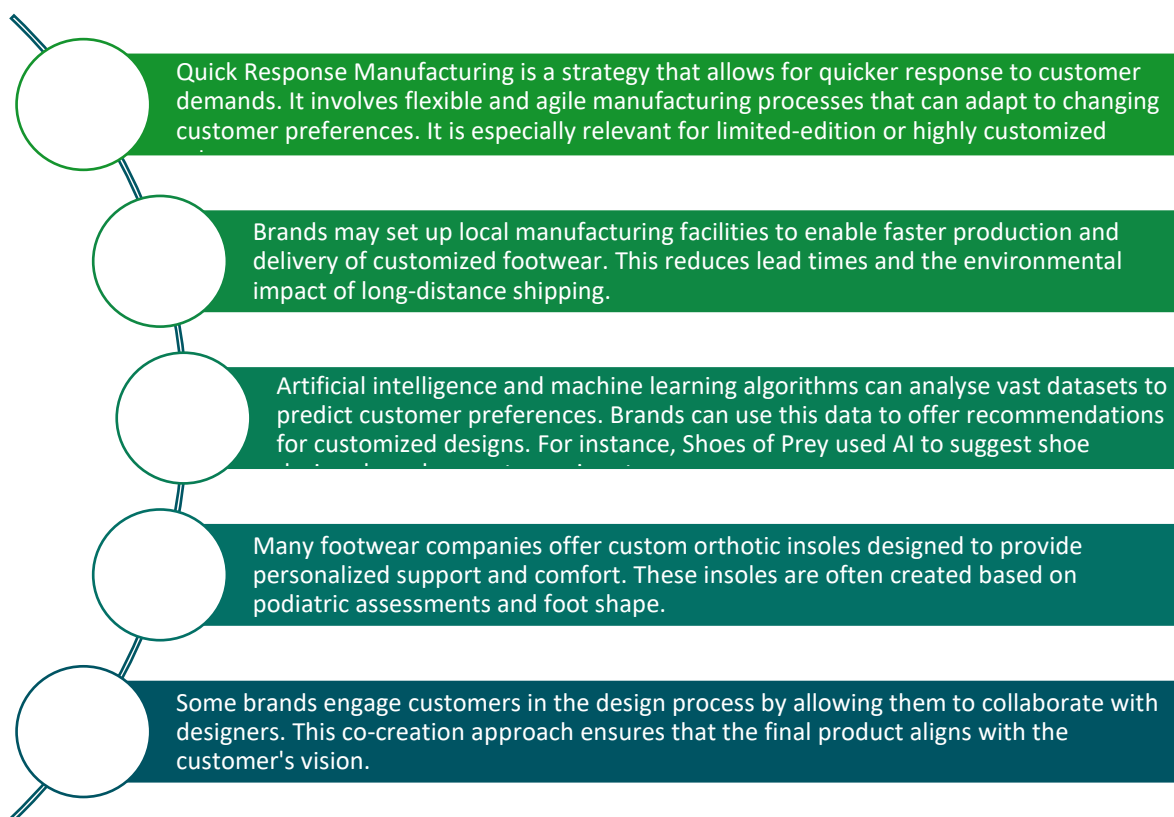 Quick Response Manufacturing is a strategy that allows for quicker response to customer
demands. It involves flexible and agile manufacturing processes that can adapt to changing
customer preferences. It is especially relevant for limited-edition or highly customized
Brands may set up local manufacturing facilities to enable faster production and
delivery of customized footwear. This reduces lead times and the environmental
impact of long-distance shipping.
Artificial intelligence and machine learning algorithms can analyse vast datasets to
predict customer preferences. Brands can use this data to offer recommendations
for customized designs. For instance, Shoes of Prey used AI to suggest shoe
Many footwear companies offer custom orthotic insoles designed to provide
personalized support and comfort. These insoles are often created based on
podiatric assessments and foot shape.
Some brands engage customers in the design process by allowing them to collaborate with
designers. This co-creation approach ensures that the final product aligns with the
customer's vision.